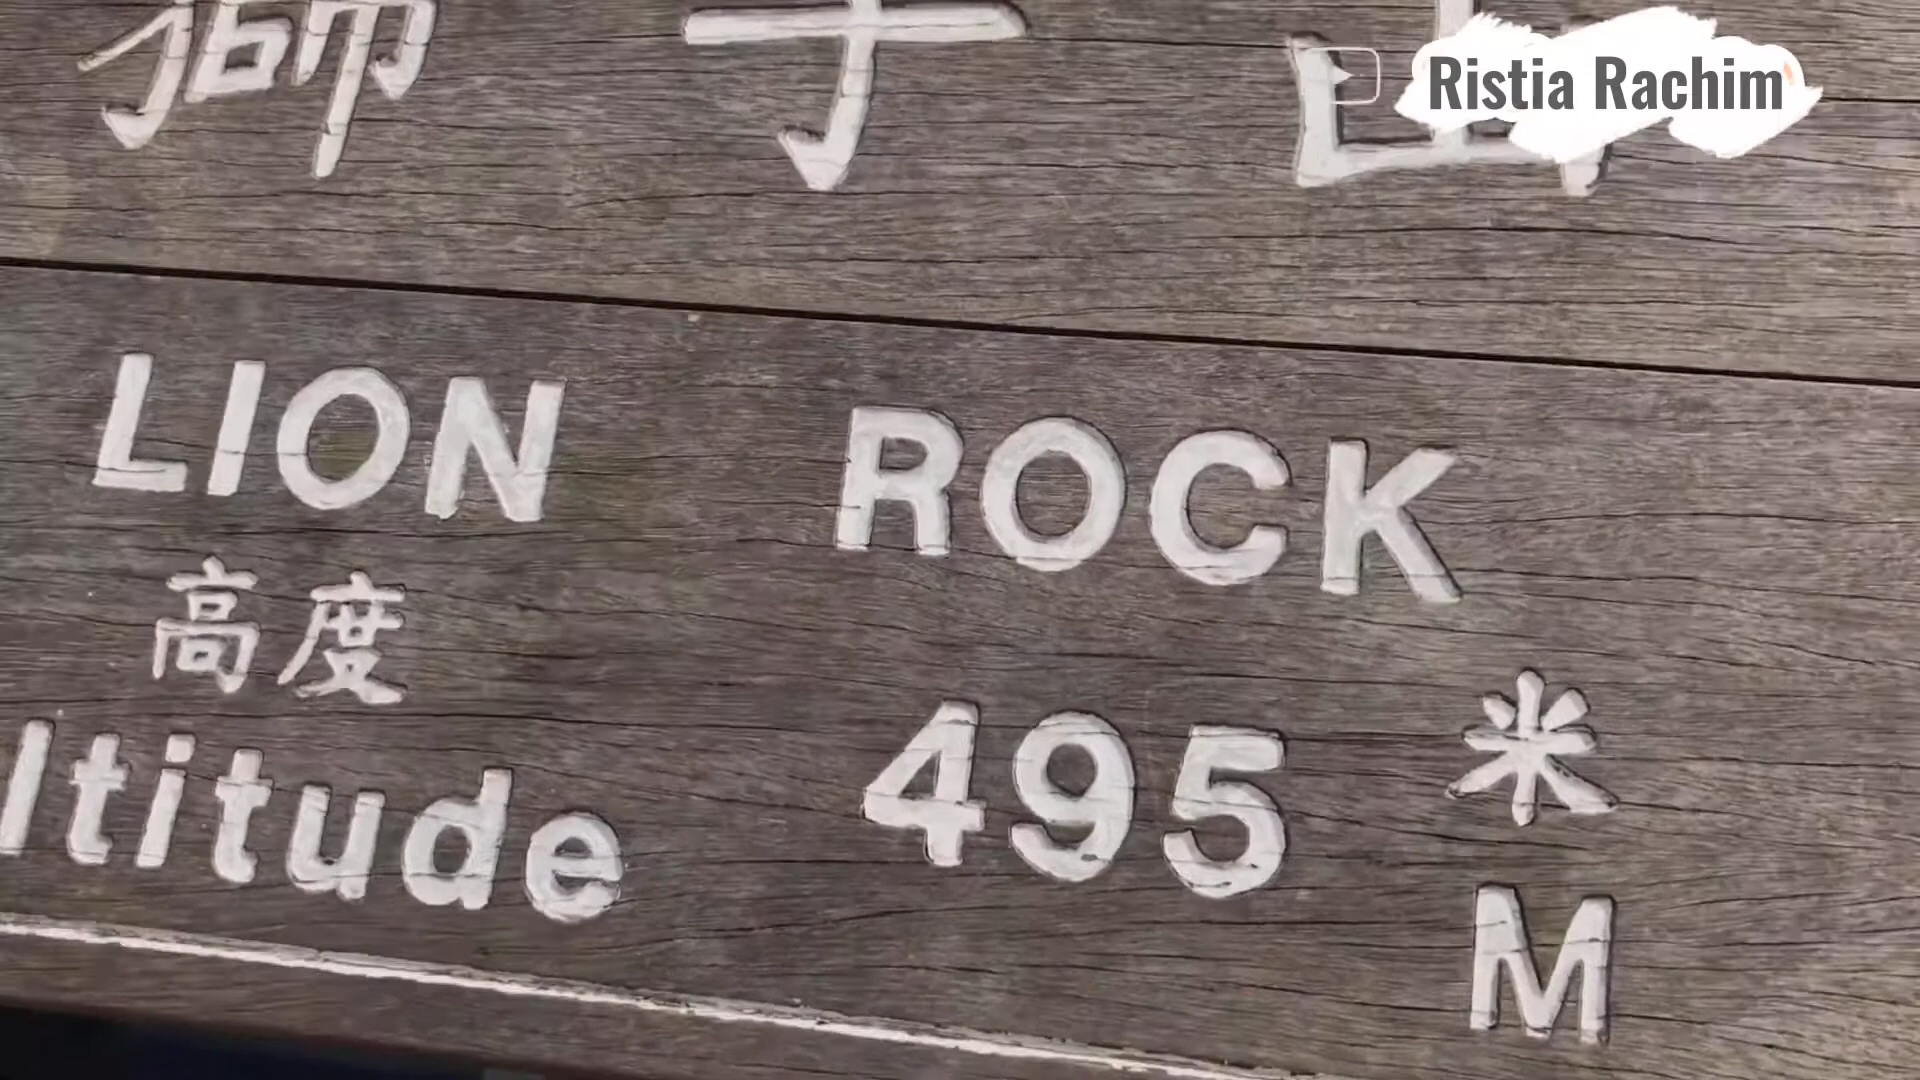 獅子山
Ristia Rachim
LION ROCK
高度
ltitude 495 米
M